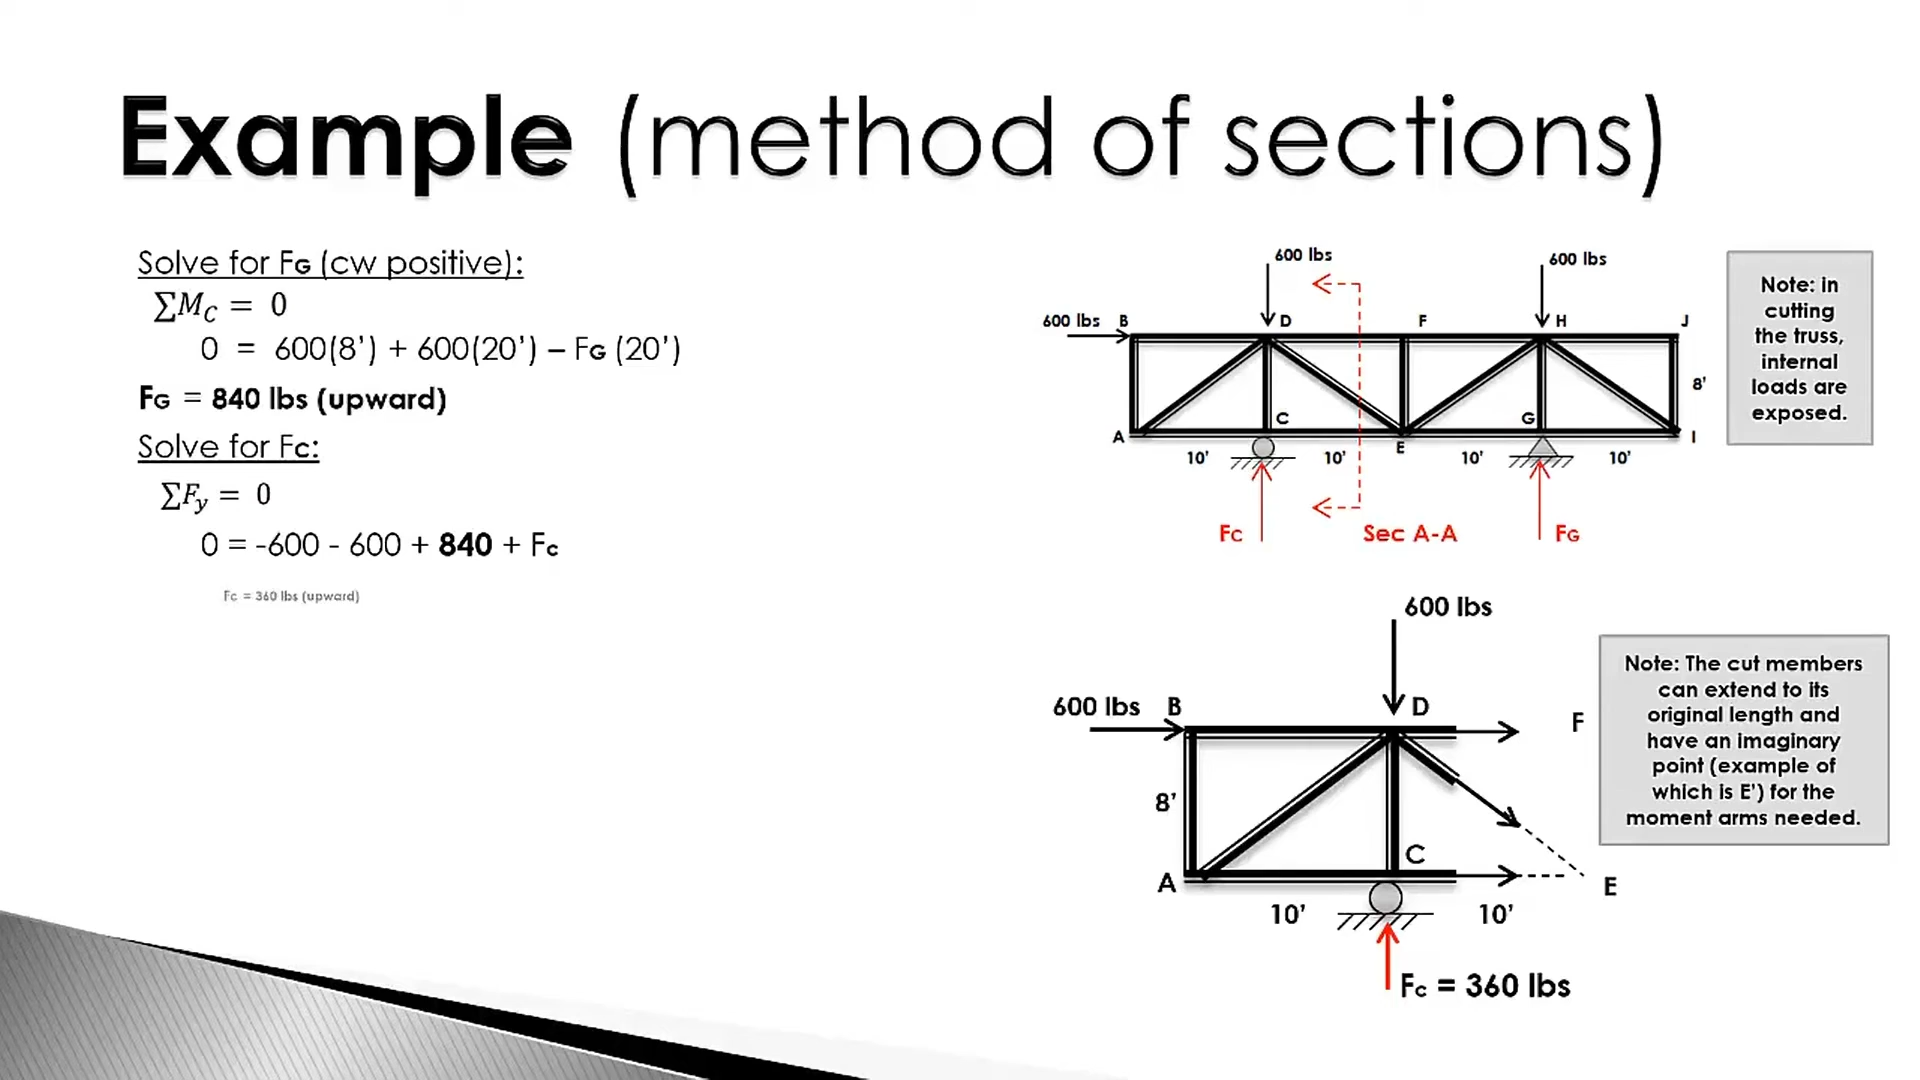 Example (method of sections)
Solve for FG (cw positive):
∑MC = 0
0 = 600(8’) + 600(20’) – FG (20’)
FG = 840 lbs (upward)
Solve for Fc:
∑Fy = 0
0 = -600 - 600 + 840 + Fc
Fc = 360 lbs (upward)
600 lbs
600 lbs
600 lbs B D F H J
8'
A C E G I
10' 10' 10' 10'
Fc Sec A-A FG
Note: in
cutting
the truss,
internal
loads are
exposed.
600 lbs
600 lbs B D F
8’
A C E
10’ 10’
Fc = 360 lbs
Note: The cut members
can extend to its
original length and
have an imaginary
point (example of
which is E’) for the
moment arms needed.